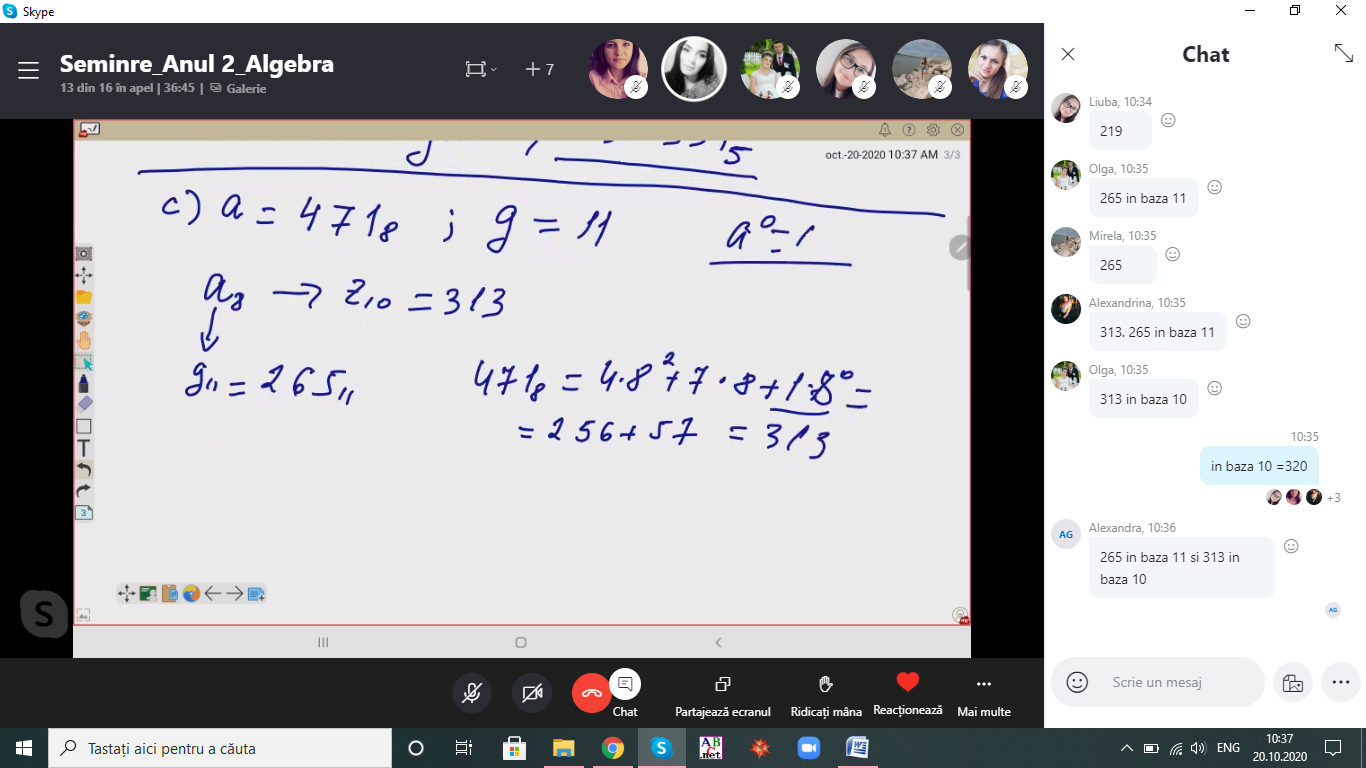 Skype
Seminre_Anul 2_Algebra
13 din 16 în apel | 36:45 | Galerie
+ 7
oct.-20-2020 10:37 AM 3/3
5
c) a = 471₈ ; g = 11
a⁰ = 1
a₈ → z₁₀ = 313
g₁₁ = 265₁₁
471₈ = 4·8² + 7·8 + 1·8⁰ =
= 256 + 57 = 313
3
S
Chat
Partajează ecranul
Ridicați mâna
Reacționează
Mai multe
Chat
Liuba, 10:34
219
Olga, 10:35
265 in baza 11
Mirela, 10:35
265
Alexandrina, 10:35
313. 265 in baza 11
Olga, 10:35
313 in baza 10
10:35
in baza 10 =320
+3
AG
Alexandra, 10:36
265 in baza 11 si 313 in
baza 10
AG
Scrie un mesaj
Tastați aici pentru a căuta
ABC
.net
ENG
10:37
20.10.2020